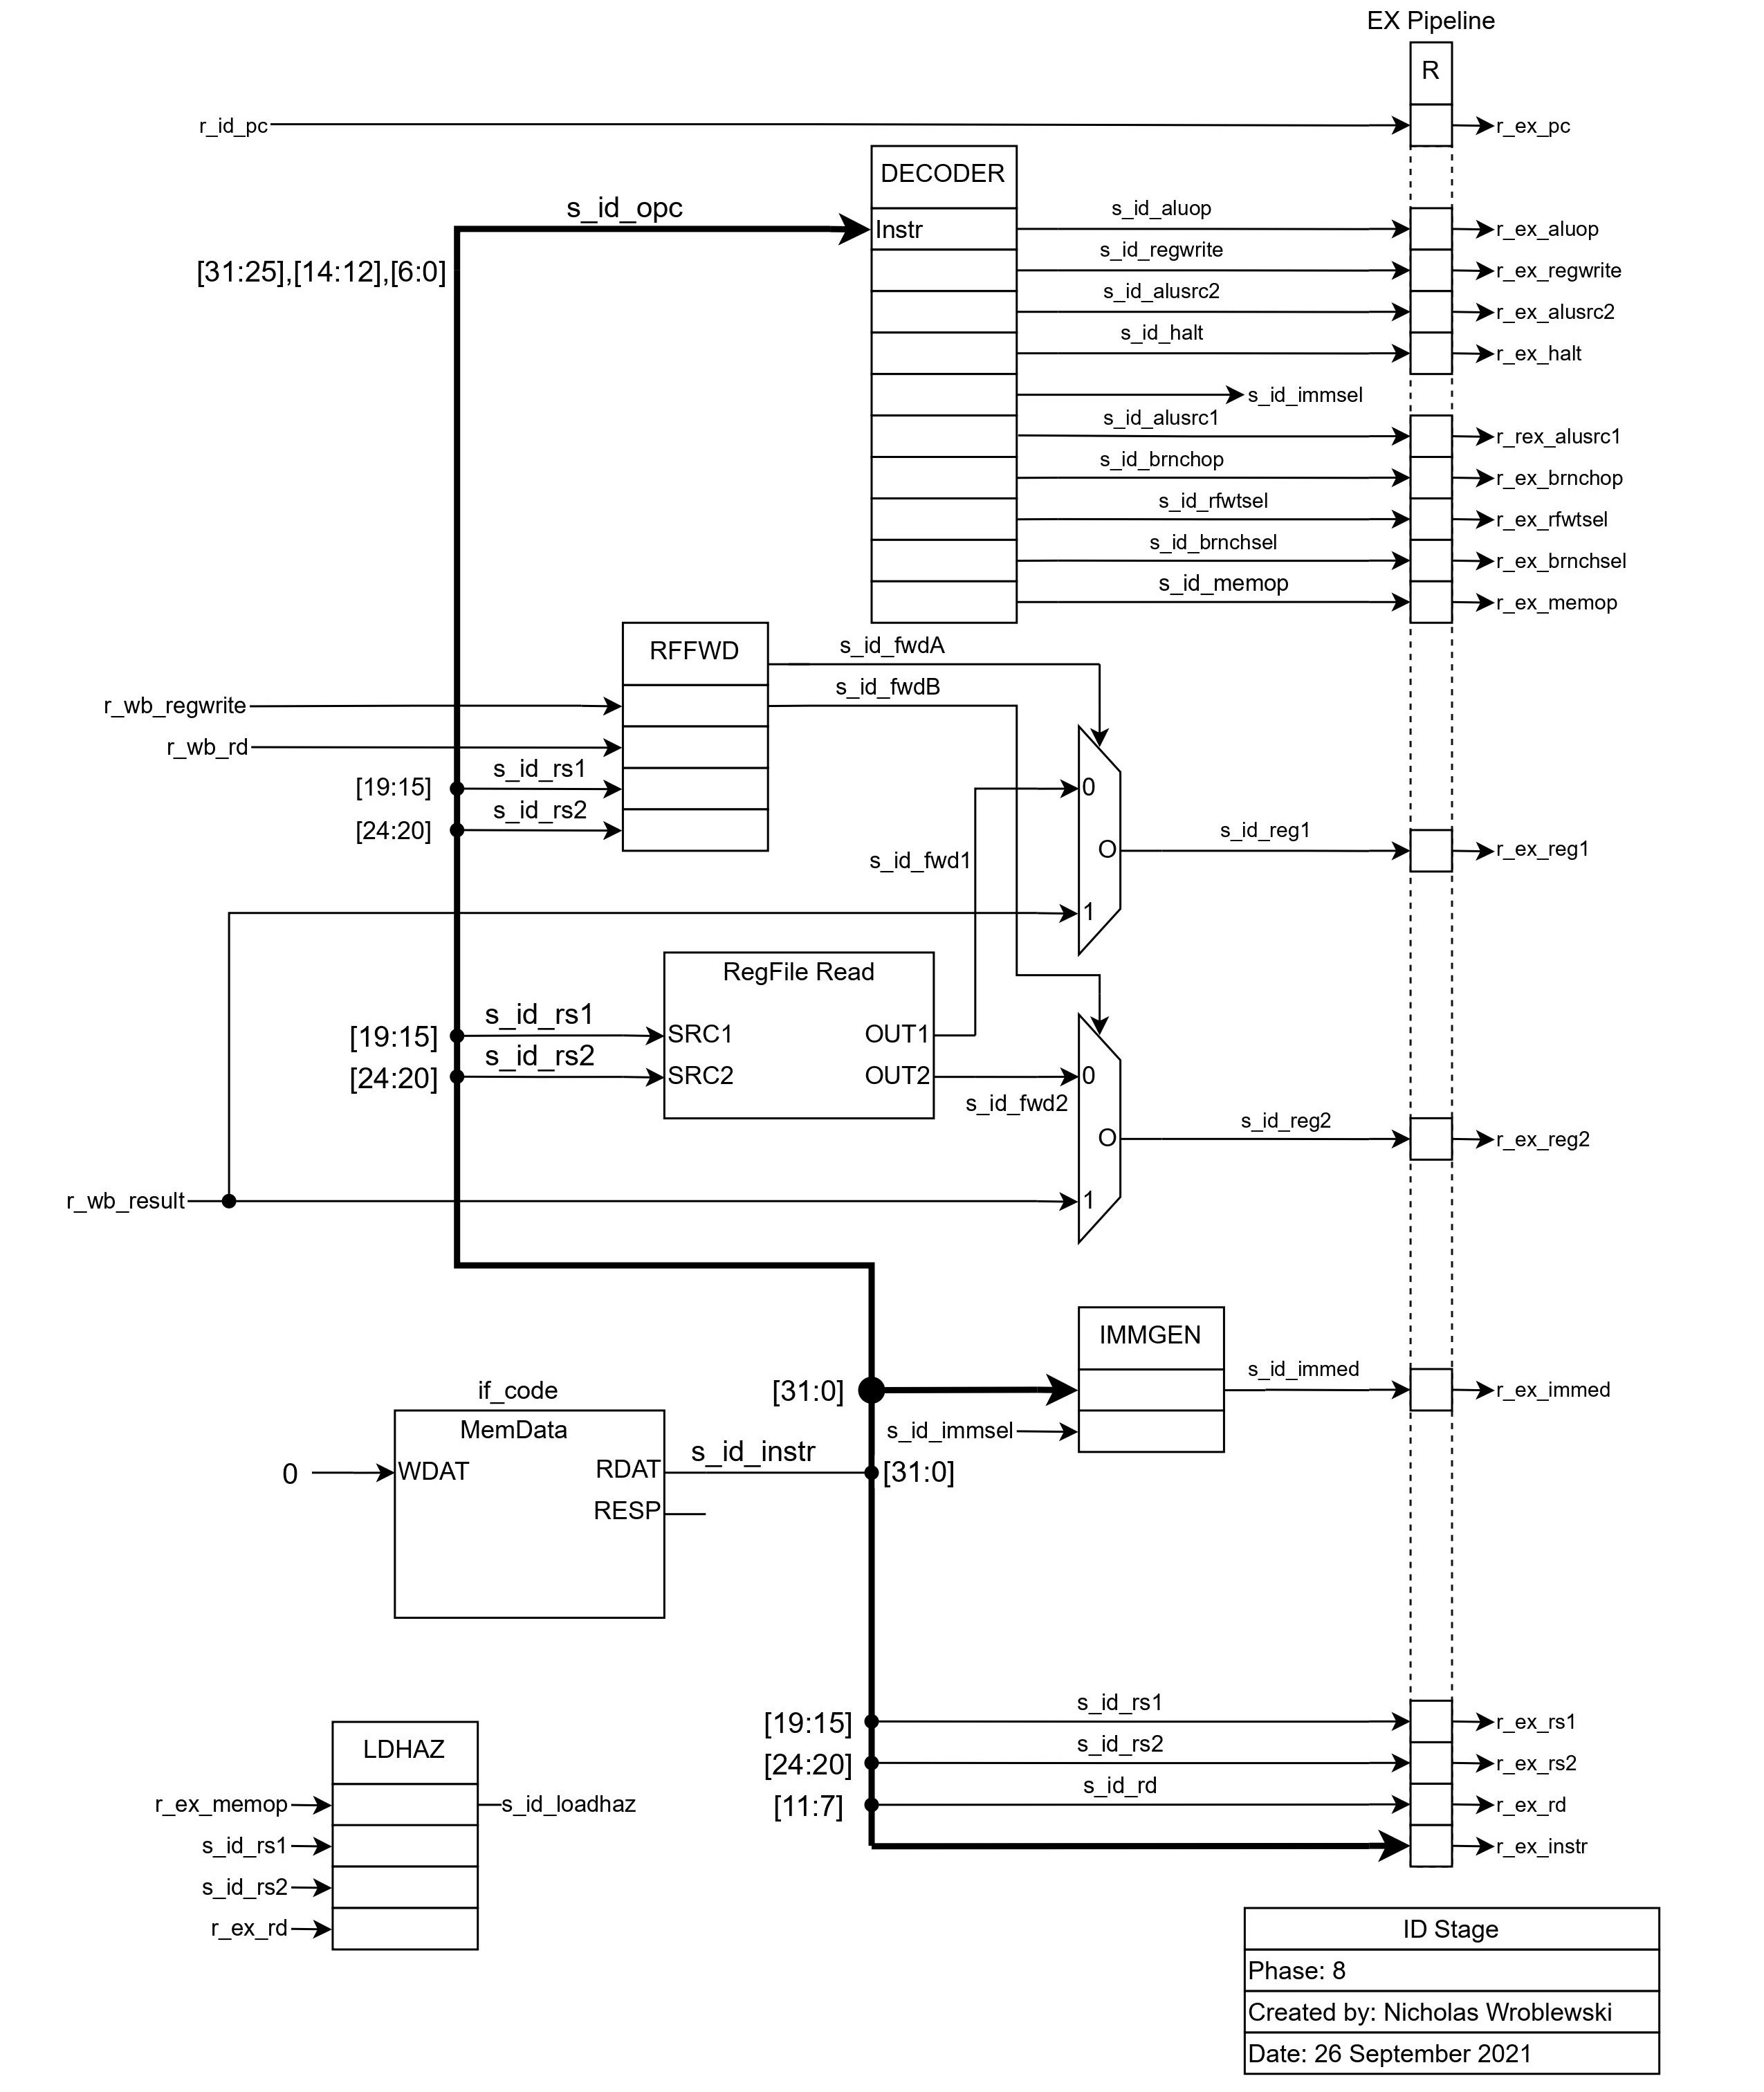 EX Pipeline
R
r_id_pc
r_ex_pc
DECODER
s_id_opc
Instr
s_id_aluop
r_ex_aluop
[31:25],[14:12],[6:0]
s_id_regwrite
r_ex_regwrite
s_id_alusrc2
r_ex_alusrc2
s_id_halt
r_ex_halt
s_id_immsel
s_id_alusrc1
r_rex_alusrc1
s_id_brnchop
r_ex_brnchop
s_id_rfwtsel
r_ex_rfwtsel
s_id_brnchsel
r_ex_brnchsel
s_id_memop
r_ex_memop
RFFWD
s_id_fwdA
s_id_fwdB
r_wb_regwrite
r_wb_rd
[19:15]
s_id_rs1
[24:20]
s_id_rs2
0
s_id_fwd1
O
s_id_reg1
r_ex_reg1
1
RegFile Read
[19:15]
s_id_rs1
SRC1
OUT1
[24:20]
s_id_rs2
SRC2
OUT2
s_id_fwd2
0
O
s_id_reg2
r_ex_reg2
r_wb_result
1
IMMGEN
[31:0]
s_id_immed
r_ex_immed
s_id_immsel
if_code
MemData
0
WDAT
RDAT
s_id_instr
[31:0]
RESP
[19:15]
s_id_rs1
r_ex_rs1
[24:20]
s_id_rs2
r_ex_rs2
[11:7]
s_id_rd
r_ex_rd
r_ex_instr
LDHAZ
r_ex_memop
s_id_loadhaz
s_id_rs1
s_id_rs2
r_ex_rd
ID Stage
Phase: 8
Created by: Nicholas Wroblewski
Date: 26 September 2021